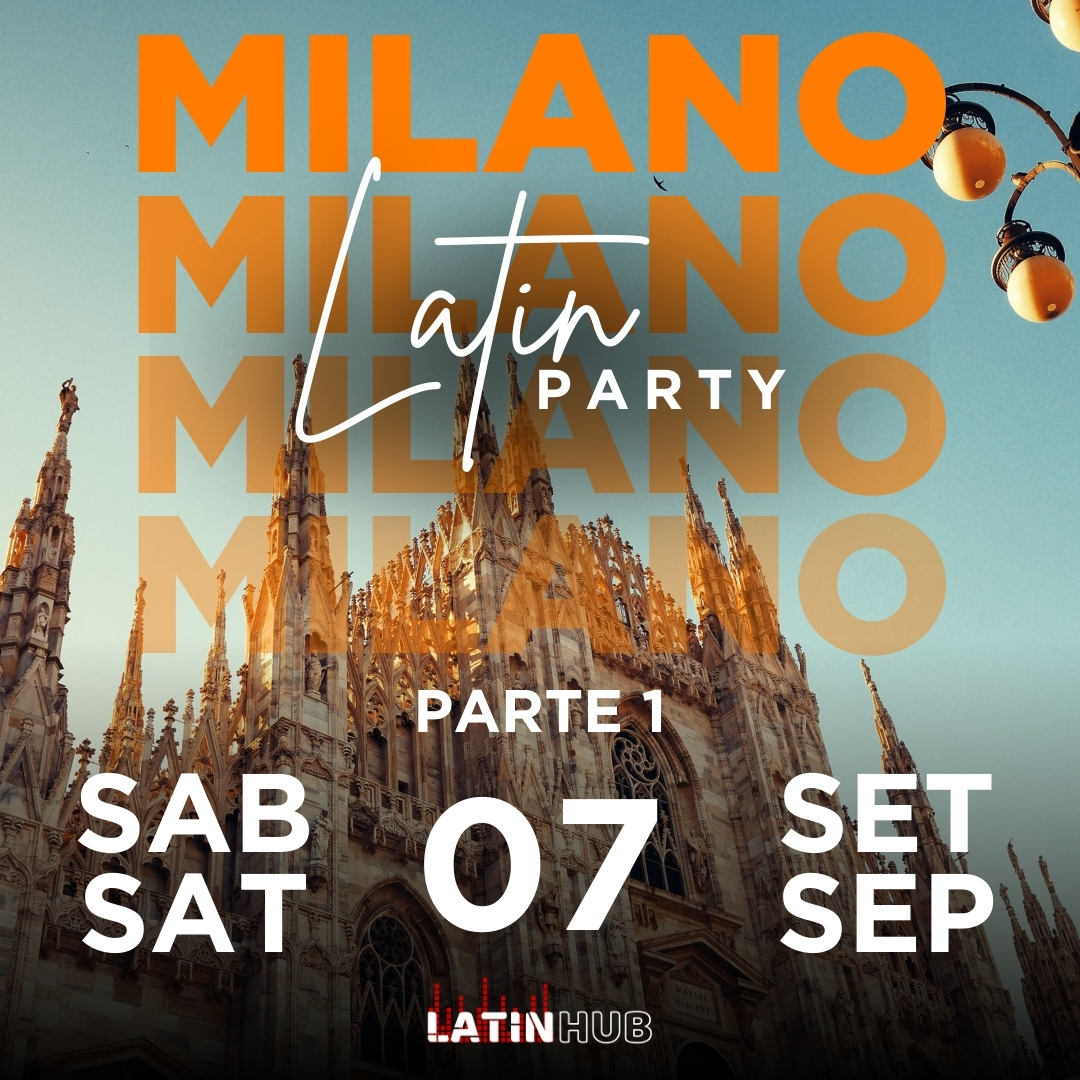 MILANO
MILANO
Latin
PARTY
MILANO
MILANO
PARTE 1
SAB
SAT
07
SET
SEP
LATINHUB